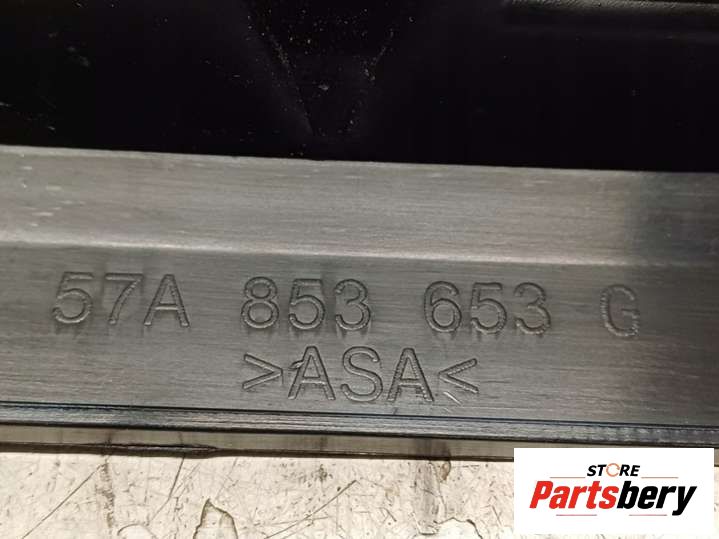 57A 853 653 G
>ASA<
STORE
Partsbery